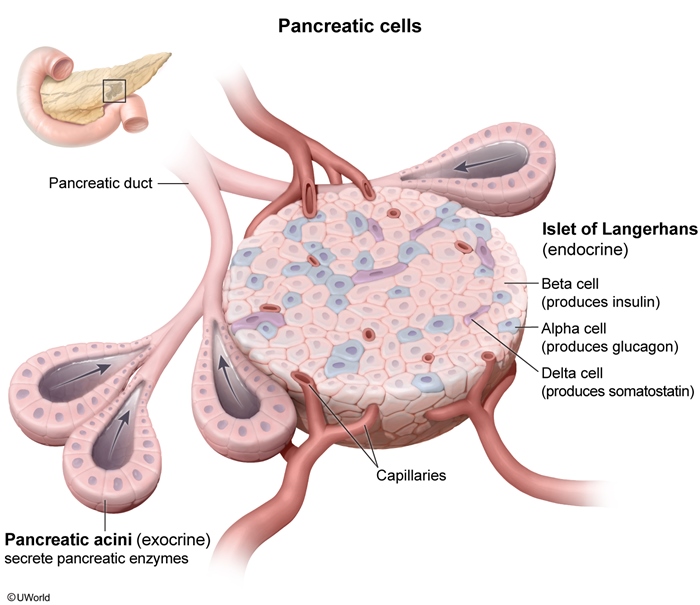 Pancreatic cells
Pancreatic duct
Islet of Langerhans
(endocrine)
Beta cell
(produces insulin)
Alpha cell
(produces glucagon)
Delta cell
(produces somatostatin)
Capillaries
Pancreatic acini (exocrine)
secrete pancreatic enzymes
©UWorld